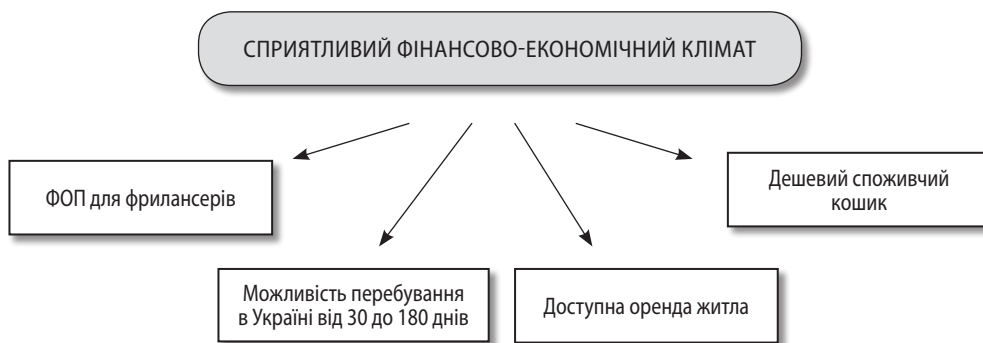 СПРИЯТЛИВИЙ ФІНАНСОВО-ЕКОНОМІЧНИЙ КЛІМАТ
ФОП для фрилансерів
Дешевий споживчий
кошик
Можливість перебування
в Україні від 30 до 180 днів
Доступна оренда житла